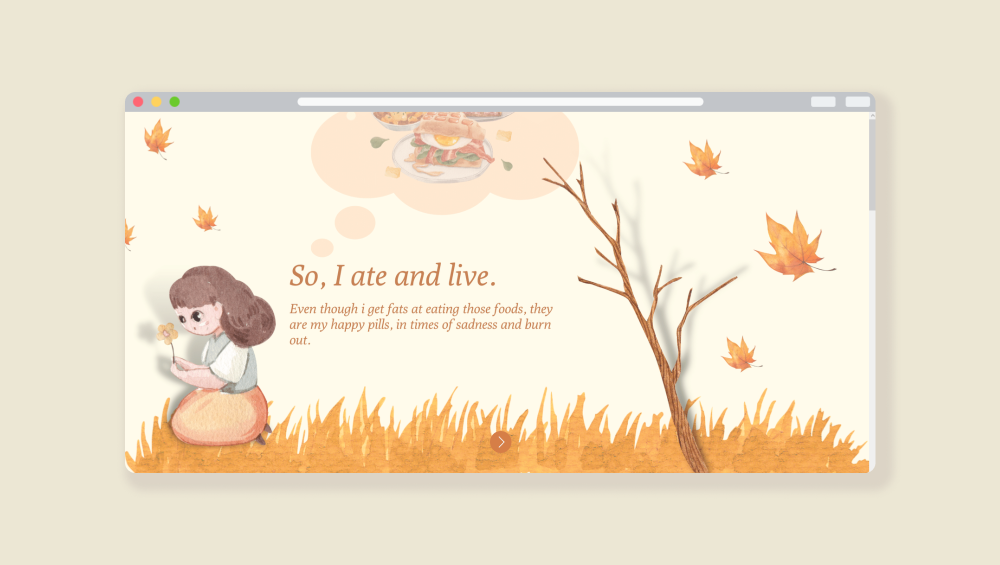 So, I ate and live.
Even though i get fats at eating those foods, they
are my happy pills, in times of sadness and burn
out.